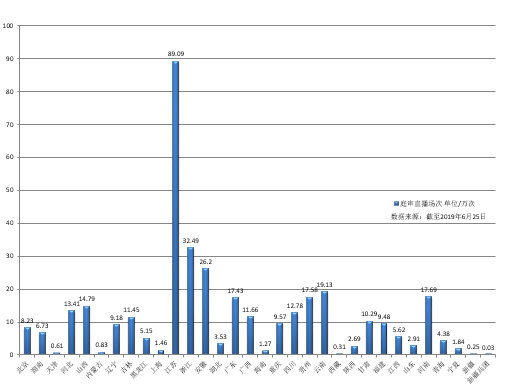 100
90
80
70
60
50
40
30
20
10
0
8.23
6.73
0.61
13.41
14.79
0.83
9.18
11.45
5.15
1.46
89.09
32.49
26.2
3.53
17.43
11.66
1.27
9.57
12.78
17.58
19.13
0.31
2.69
10.29
9.48
5.62
2.91
17.69
4.38
1.84
0.25
0.03
庭审直播场次 单位/万次
数据来源：截至2019年6月25日
北京
湖南
天津
河北
山西
内蒙古
辽宁
吉林
黑龙江
上海
江苏
浙江
安徽
湖北
广东
广西
海南
重庆
四川
贵州
云南
西藏
陕西
甘肃
福建
江西
山东
河南
青海
宁夏
新疆
新疆兵团